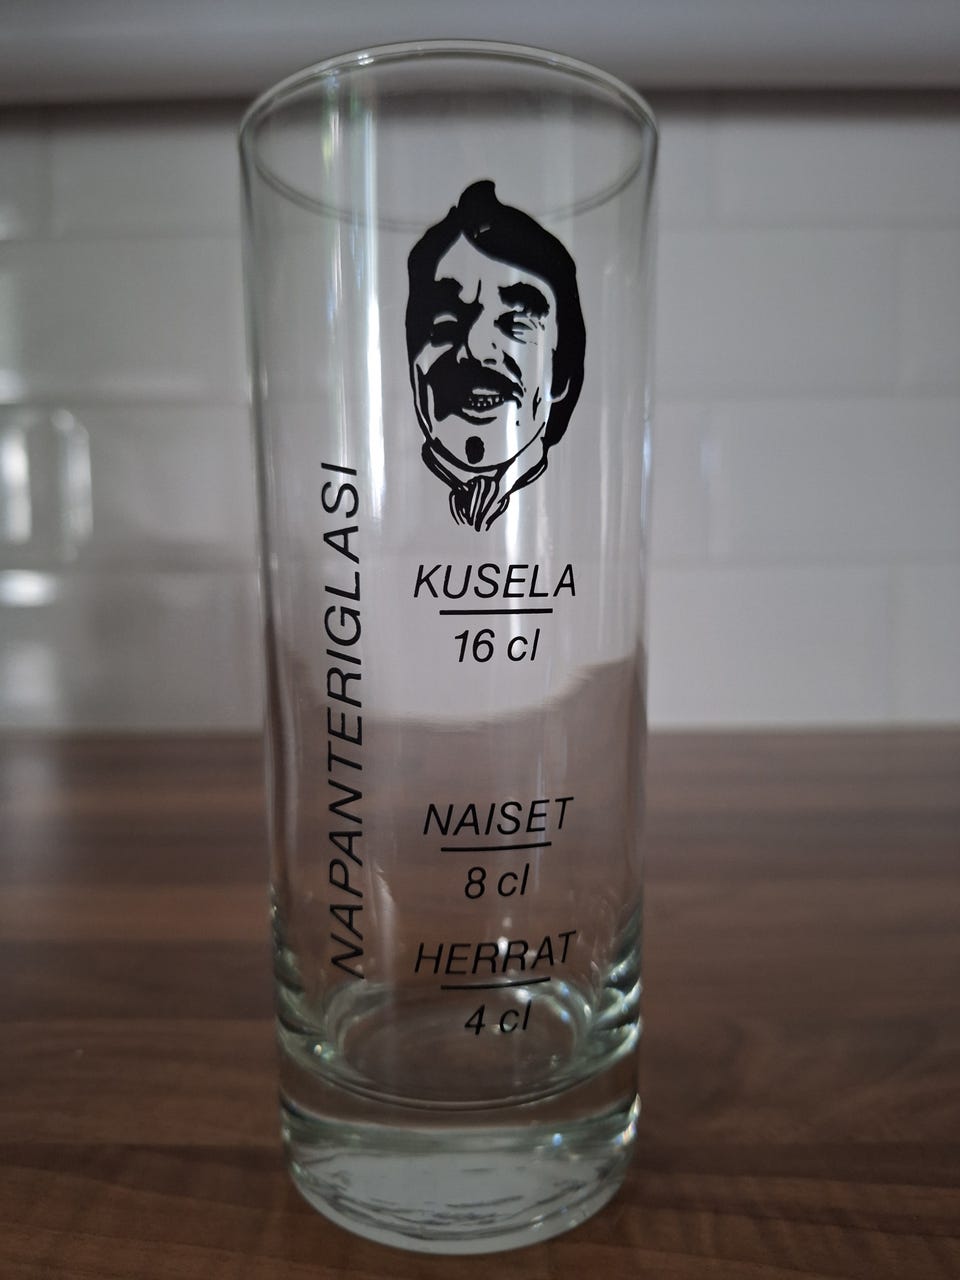 NAPANTERIGLASI
KUSELA
16 cl
NAISET
8 cl
HERRAT
4 cl